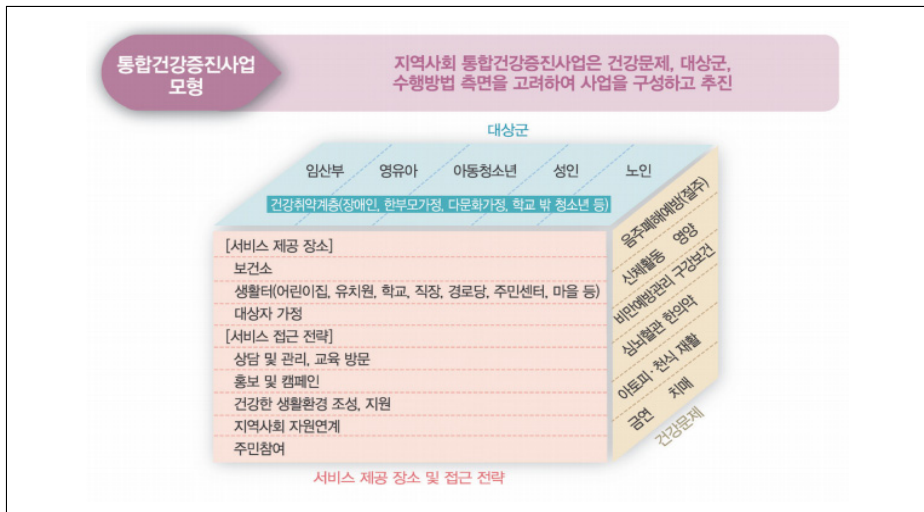 통합건강증진사업
모형
지역사회 통합건강증진사업은 건강문제, 대상군,
수행방법 측면을 고려하여 사업을 구성하고 추진
대상군
임산부 영유아 아동청소년 성인 노인
건강취약계층(장애인, 한부모가정, 다문화가정, 학교 밖 청소년 등)
[서비스 제공 장소]
보건소
생활터(어린이집, 유치원, 학교, 직장, 경로당, 주민센터, 마을 등)
대상자 가정
[서비스 접근 전략]
상담 및 관리, 교육 방문
홍보 및 캠페인
건강한 생활환경 조성, 지원
지역사회 자원연계
주민참여
음주폐해예방(절주)
신체활동 영양
비만예방관리 구강보건
심뇌혈관 한의약
아토피·천식 재활
금연 치매
건강문제
서비스 제공 장소 및 접근 전략